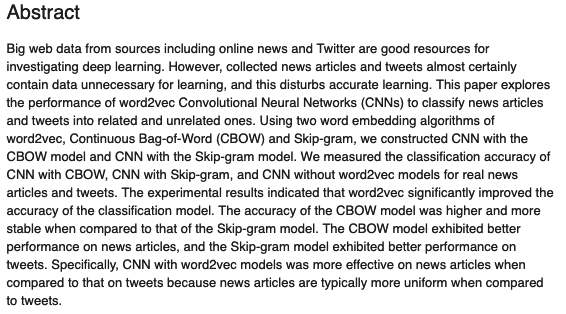 Abstract
Big web data from sources including online news and Twitter are good resources for
investigating deep learning. However, collected news articles and tweets almost certainly
contain data unnecessary for learning, and this disturbs accurate learning. This paper explores
the performance of word2vec Convolutional Neural Networks (CNNs) to classify news articles
and tweets into related and unrelated ones. Using two word embedding algorithms of
word2vec, Continuous Bag-of-Word (CBOW) and Skip-gram, we constructed CNN with the
CBOW model and CNN with the Skip-gram model. We measured the classification accuracy of
CNN with CBOW, CNN with Skip-gram, and CNN without word2vec models for real news
articles and tweets. The experimental results indicated that word2vec significantly improved the
accuracy of the classification model. The accuracy of the CBOW model was higher and more
stable when compared to that of the Skip-gram model. The CBOW model exhibited better
performance on news articles, and the Skip-gram model exhibited better performance on
tweets. Specifically, CNN with word2vec models was more effective on news articles when
compared to that on tweets because news articles are typically more uniform when compared
to tweets.